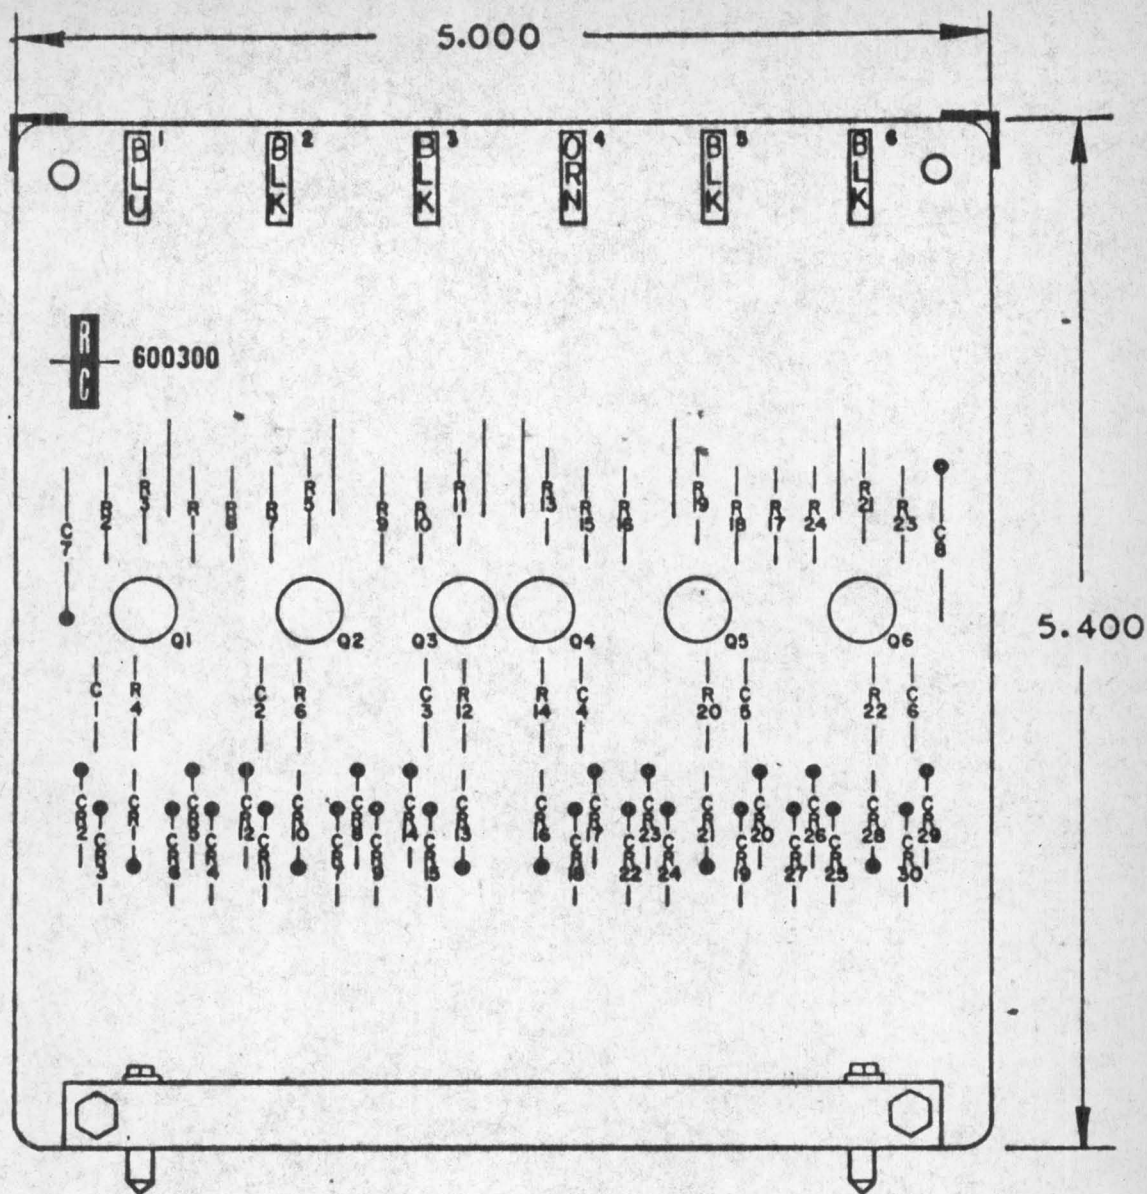 5.000
BLU 1 BLK 2 BLK 3 ORN 4 BLK 5 BLK 6
RC 600300
C7 R2 R3 R1 R8 R7 R5 R9 R10 R11 R13 R15 R16 R19 R18 R17 R24 R21 R23 C8
Q1 Q2 Q3 Q4 Q5 Q6
5.400
C1 R4 C2 R6 C3 R12 R14 C4 R20 C5 R22 C6
CR2 CR3 CR1 CR6 CR5 CR4 CR12 CR11 CR10 CR7 CR8 CR9 CR14 CR15 CR13 CR16 CR18 CR17 CR22 CR23 CR24 CR21 CR19 CR20 CR27 CR26 CR25 CR28 CR30 CR29